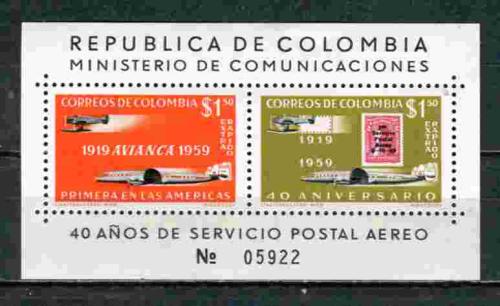 REPUBLICA DE COLOMBIA
MINISTERIO DE COMUNICACIONES
CORREOS DE COLOMBIA $1.50
EXTRA RAPIDO
1919 AVIANCA 1959
PRIMERA EN LAS AMERICAS
CORREOS DE COLOMBIA $1.50
EXTRA RAPIDO
1919
1959
Servicio
Postal
40 ANIVERSARIO
40 AÑOS DE SERVICIO POSTAL AEREO
No 05922